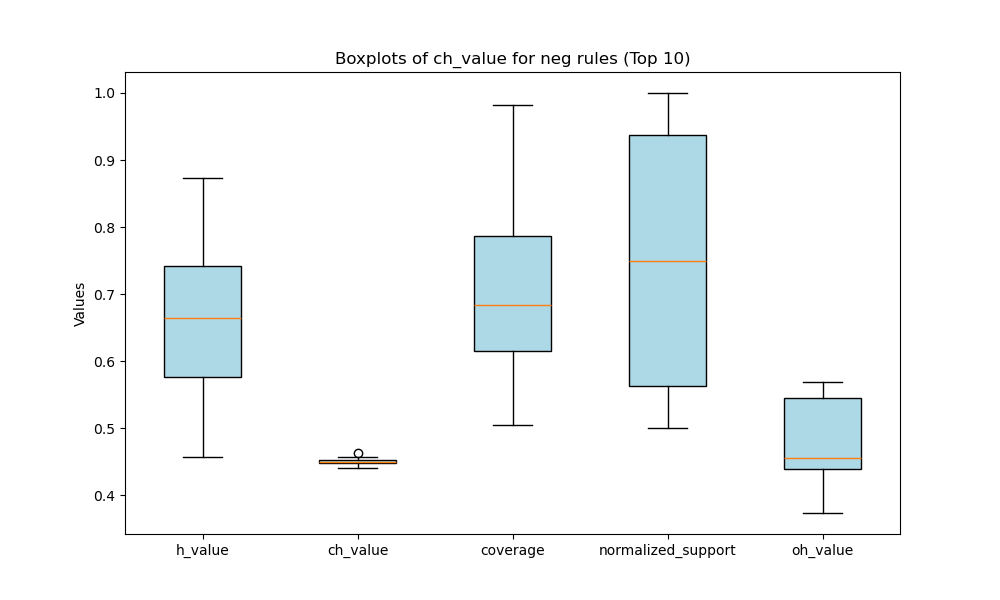 Boxplots of ch_value for neg rules (Top 10)
Values
1.0
0.9
0.8
0.7
0.6
0.5
0.4
h_value
ch_value
coverage
normalized_support
oh_value